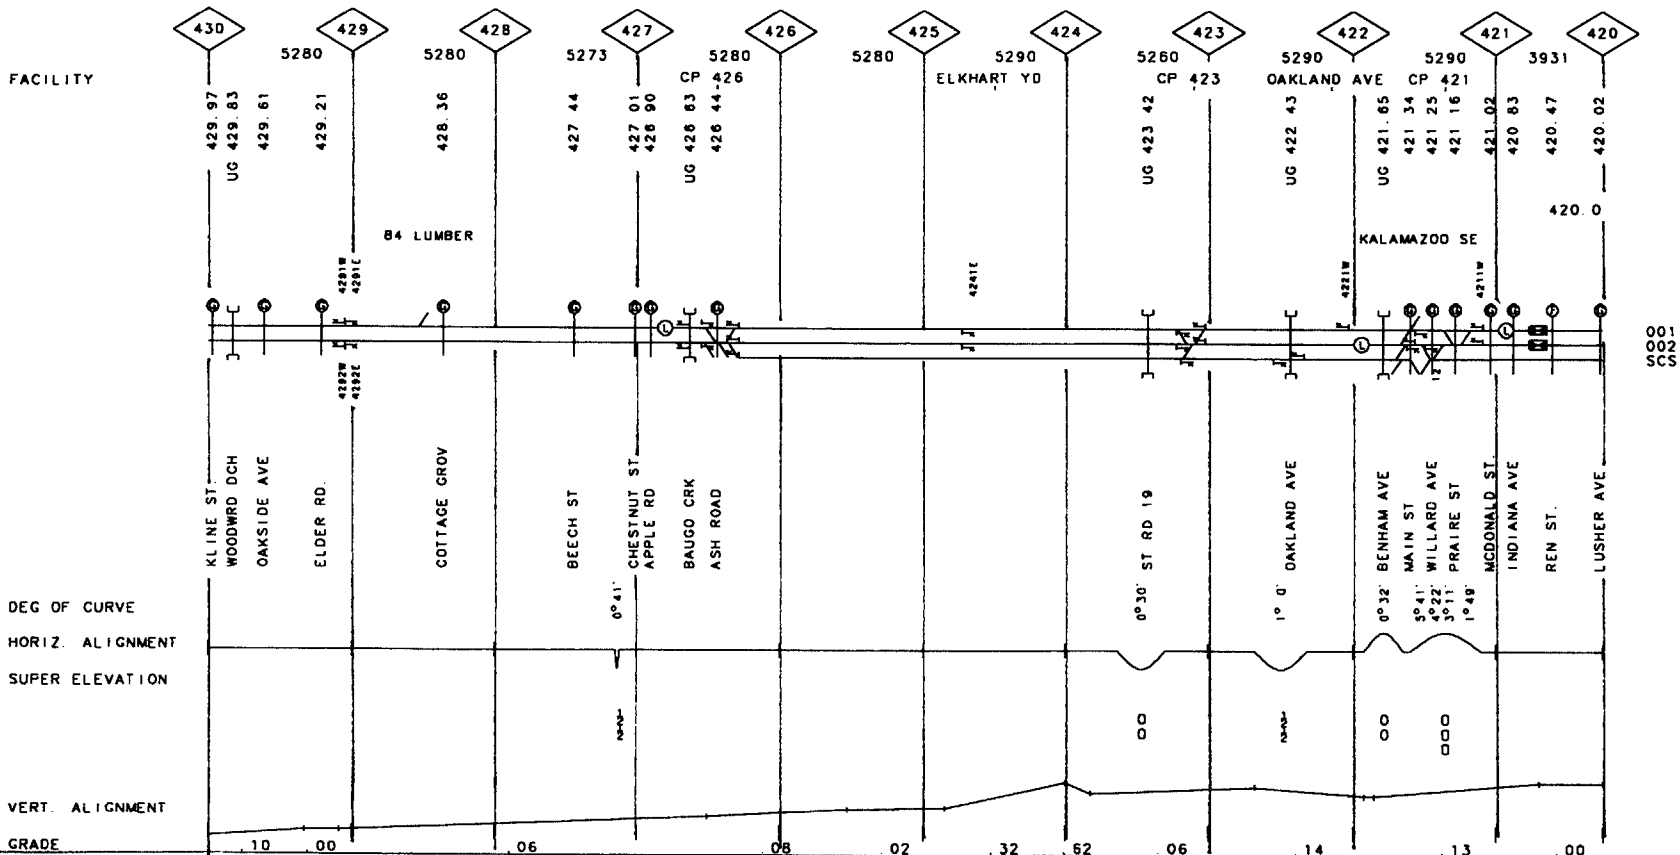 430 429 428 427 426 425 424 423 422 421 420
5280 5280 5273 5280 5280 5290 5260 5290 5290 3931
FACILITY
CP 426 ELKHART YD CP 423 OAKLAND AVE CP 421
429.97
UG 429.83
429.61
429.21
428.36
427 44
427 01
426 90
UG 426 63
426 44
UG 423 42
UG 422 43
UG 421.65
421 34
421 25
421 16
421 02
420 83
420.47
420.02
420.0
84 LUMBER
KALAMAZOO SE
4291W
4291E
4241E
4221W
4211W
001
002
SCS
4292W
4292E
12
KLINE ST.
WOODWRD DCH
OAKSIDE AVE
ELDER RD.
COTTAGE GROV
BEECH ST
CHESTNUT ST
APPLE RD
BAUGO CRK
ASH ROAD
ST RD 19
OAKLAND AVE
BENHAM AVE
MAIN ST
WILLARD AVE
PRAIRE ST
MCDONALD ST
INDIANA AVE
REN ST.
LUSHER AVE
DEG OF CURVE
0°41'
0°30'
1° 0'
0°32'
5°41'
4°22'
3°11'
1°49'
HORIZ. ALIGNMENT
SUPER ELEVATION
00
00
000
VERT. ALIGNMENT
GRADE .10 .00 .06 .08 .02 .32 .62 .06 .14 .13 .00